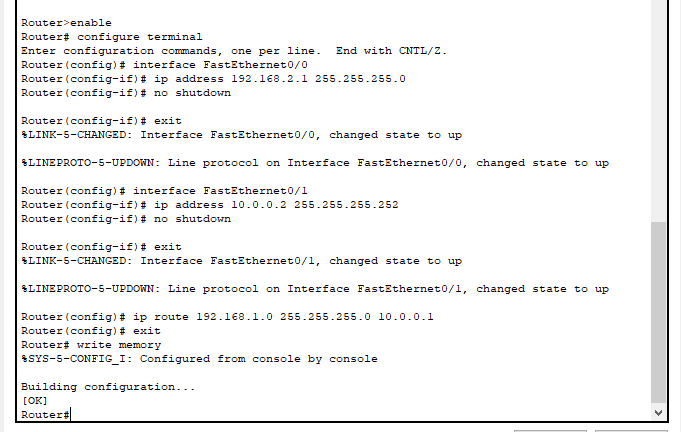 Router>enable
Router# configure terminal
Enter configuration commands, one per line.  End with CNTL/Z.
Router(config)# interface FastEthernet0/0
Router(config-if)# ip address 192.168.2.1 255.255.255.0
Router(config-if)# no shutdown
Router(config-if)# exit
%LINK-5-CHANGED: Interface FastEthernet0/0, changed state to up
%LINEPROTO-5-UPDOWN: Line protocol on Interface FastEthernet0/0, changed state to up
Router(config)# interface FastEthernet0/1
Router(config-if)# ip address 10.0.0.2 255.255.255.252
Router(config-if)# no shutdown
Router(config-if)# exit
%LINK-5-CHANGED: Interface FastEthernet0/1, changed state to up
%LINEPROTO-5-UPDOWN: Line protocol on Interface FastEthernet0/1, changed state to up
Router(config)# ip route 192.168.1.0 255.255.255.0 10.0.0.1
Router(config)# exit
Router# write memory
%SYS-5-CONFIG_I: Configured from console by console
Building configuration...
[OK]
Router#